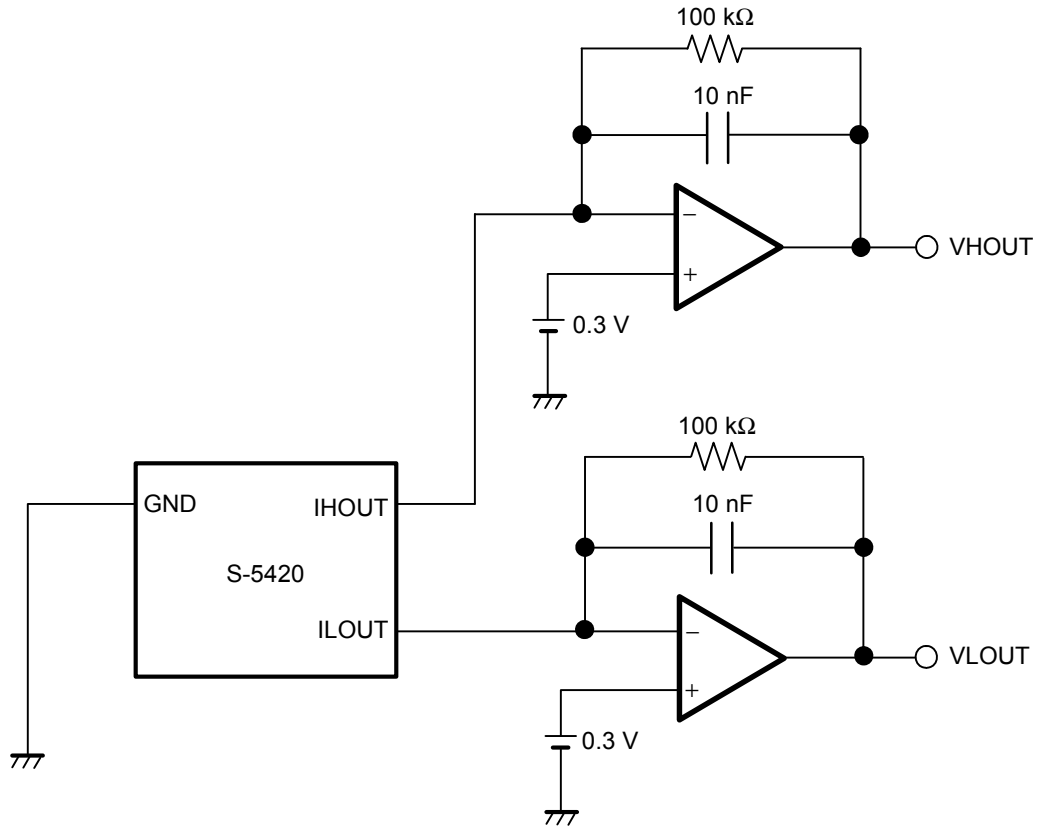 100 kΩ
10 nF
−
+
VHOUT
0.3 V
100 kΩ
GND
IHOUT
10 nF
S-5420
ILOUT
−
+
VLOUT
0.3 V